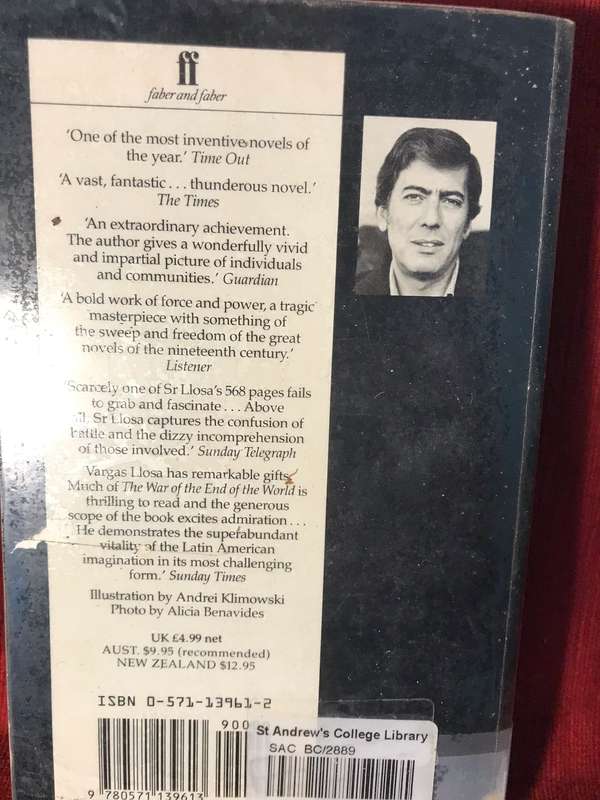 ff
faber and faber
'One of the most inventive novels of
the year.' Time Out
'A vast, fantastic . . . thunderous novel.'
The Times
'An extraordinary achievement.
The author gives a wonderfully vivid
and impartial picture of individuals
and communities.' Guardian
'A bold work of force and power, a tragic
masterpiece with something of
the sweep and freedom of the great
novels of the nineteenth century.'
Listener
'Scarcely one of Sr Llosa's 568 pages fails
to grab and fascinate . . . Above
all, Sr Llosa captures the confusion of
battle and the dizzy incomprehension
of those involved.' Sunday Telegraph
Vargas Llosa has remarkable gifts
Much of The War of the End of the World is
thrilling to read and the generous
scope of the book excites admiration . . .
He demonstrates the superabundant
vitality of the Latin American
imagination in its most challenging
form.' Sunday Times
Illustration by Andrei Klimowski
Photo by Alicia Benavides
UK £4.99 net
AUST. $9.95 (recommended)
NEW ZEALAND $12.95
ISBN 0-571-13961-2
900
St Andrew's College Library
SAC BC/2889
9 780571 139613